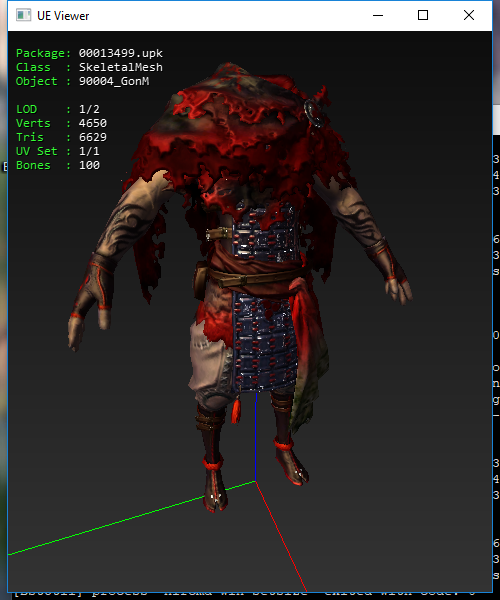 UE Viewer
Package: 00013499.upk
Class : SkeletalMesh
Object : 90004_GonM
LOD : 1/2
Verts : 4650
Tris : 6629
UV Set : 1/1
Bones : 100